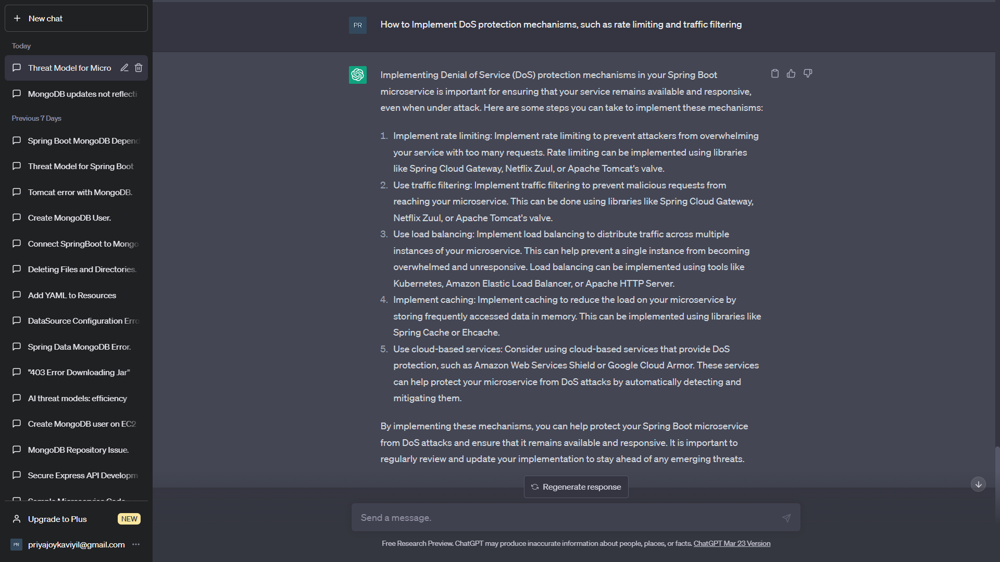 New chat
Today
Threat Model for Micro
MongoDB updates not reflecti
Previous 7 Days
Spring Boot MongoDB Depend
Threat Model for Spring Boot
Tomcat error with MongoDB.
Create MongoDB User.
Connect SpringBoot to Mongo
Deleting Files and Directories.
Add YAML to Resources
DataSource Configuration Erro
Spring Data MongoDB Error.
"403 Error Downloading Jar"
AI threat models: efficiency
Create MongoDB user on EC2
MongoDB Repository Issue.
Secure Express API Developm
Sample Microservice Code
Upgrade to Plus NEW
PR priyajoykaviyil@gmail.com
PR How to Implement DoS protection mechanisms, such as rate limiting and traffic filtering
Implementing Denial of Service (DoS) protection mechanisms in your Spring Boot
microservice is important for ensuring that your service remains available and responsive,
even when under attack. Here are some steps you can take to implement these mechanisms:
1. Implement rate limiting: Implement rate limiting to prevent attackers from overwhelming
your service with too many requests. Rate limiting can be implemented using libraries
like Spring Cloud Gateway, Netflix Zuul, or Apache Tomcat's valve.
2. Use traffic filtering: Implement traffic filtering to prevent malicious requests from
reaching your microservice. This can be done using libraries like Spring Cloud Gateway,
Netflix Zuul, or Apache Tomcat's valve.
3. Use load balancing: Implement load balancing to distribute traffic across multiple
instances of your microservice. This can help prevent a single instance from becoming
overwhelmed and unresponsive. Load balancing can be implemented using tools like
Kubernetes, Amazon Elastic Load Balancer, or Apache HTTP Server.
4. Implement caching: Implement caching to reduce the load on your microservice by
storing frequently accessed data in memory. This can be implemented using libraries like
Spring Cache or Ehcache.
5. Use cloud-based services: Consider using cloud-based services that provide DoS
protection, such as Amazon Web Services Shield or Google Cloud Armor. These services
can help protect your microservice from DoS attacks by automatically detecting and
mitigating them.
By implementing these mechanisms, you can help protect your Spring Boot microservice
from DoS attacks and ensure that it remains available and responsive. It is important to
regularly review and update your implementation to stay ahead of any emerging threats.
Regenerate response
Send a message.
Free Research Preview. ChatGPT may produce inaccurate information about people, places, or facts. ChatGPT Mar 23 Version